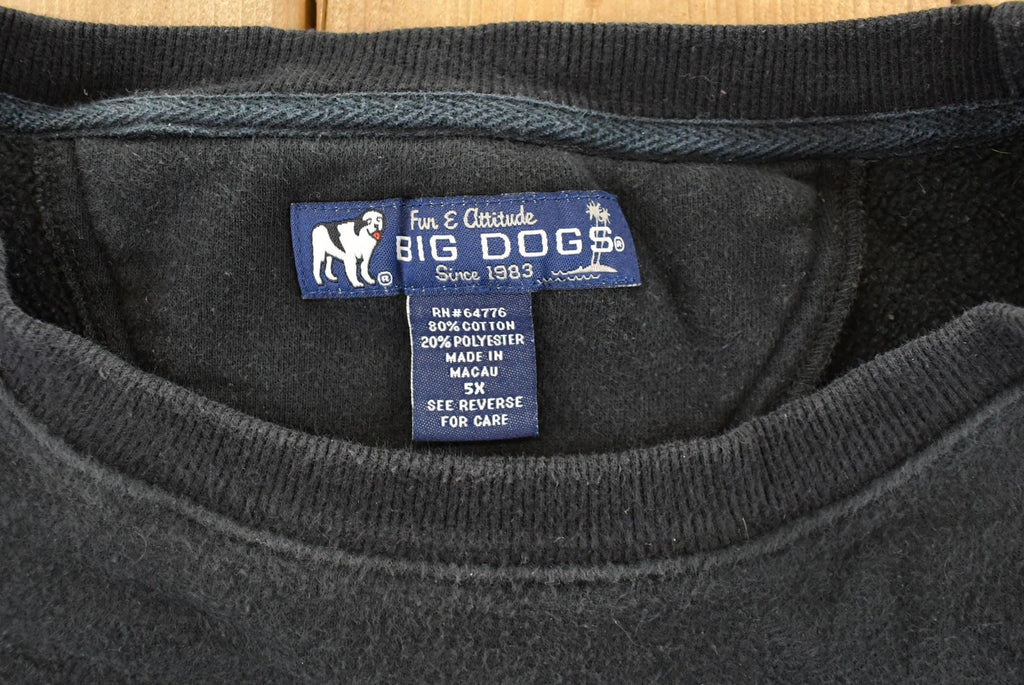 Fun & Attitude
BIG DOGS®
Since 1983
®
RN#64776
80% COTTON
20% POLYESTER
MADE IN
MACAU
5X
SEE REVERSE
FOR CARE